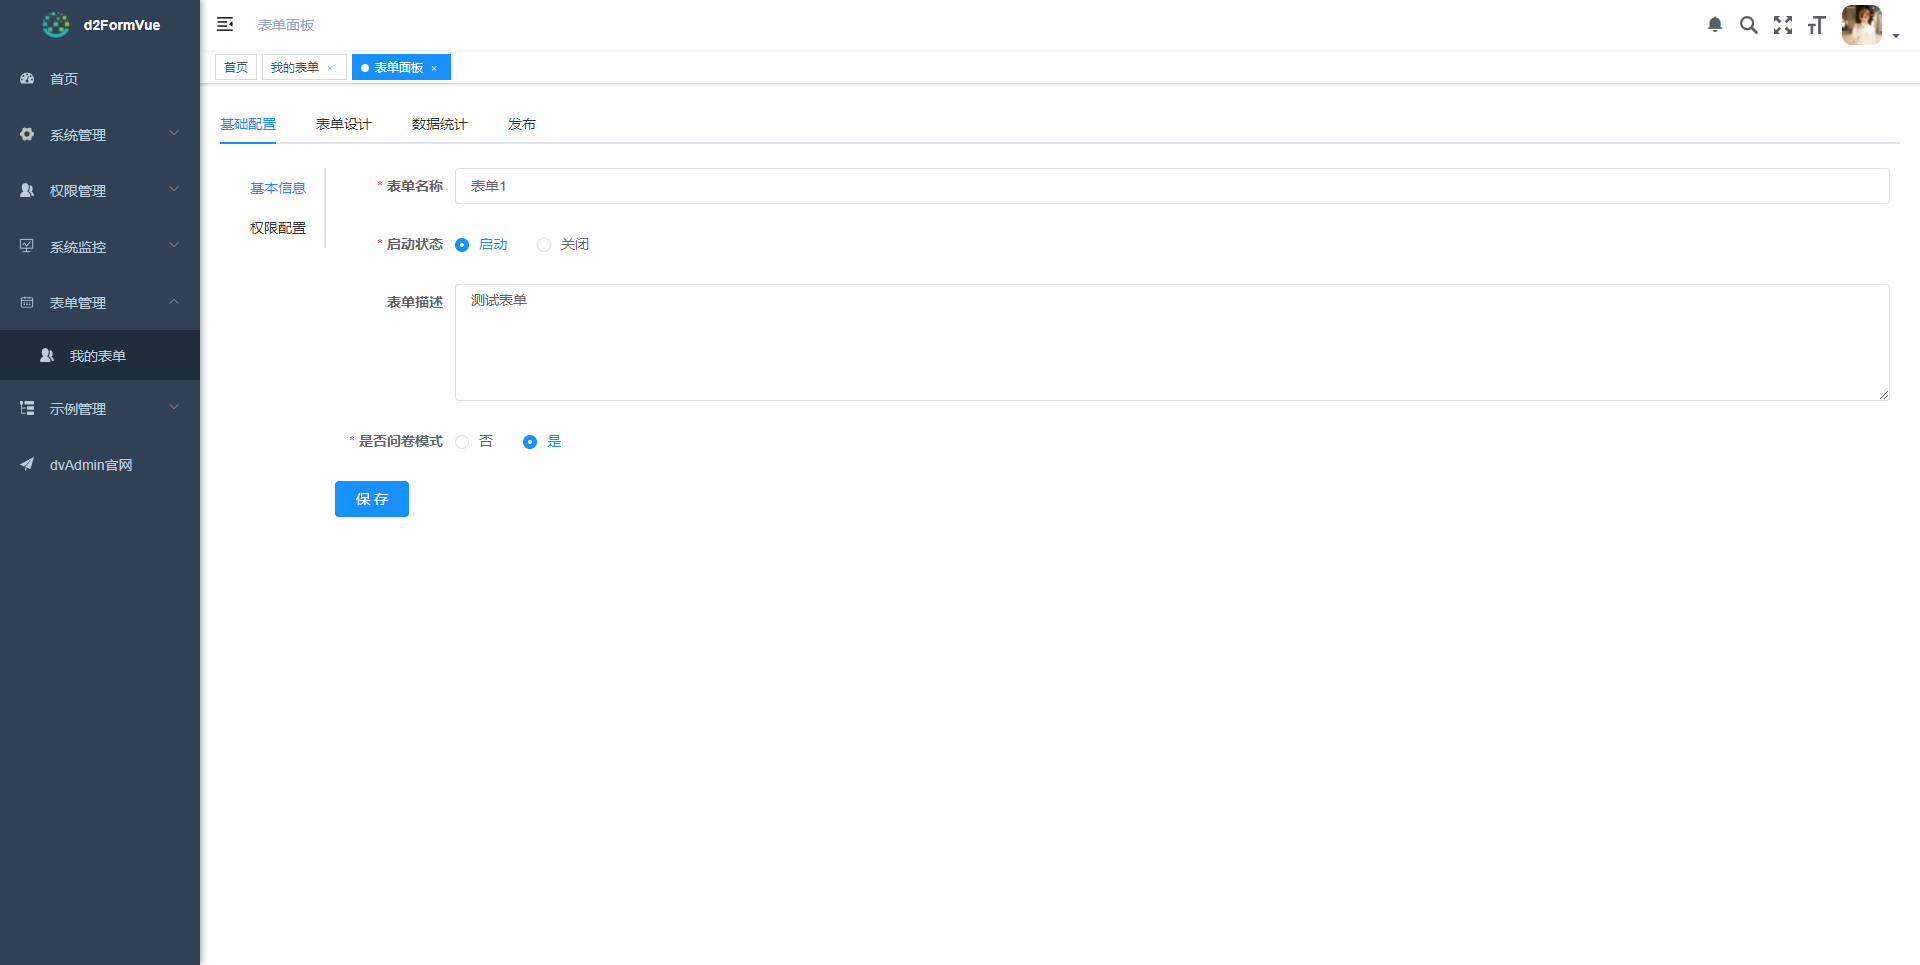 d2FormVue
首页
系统管理
权限管理
系统监控
表单管理
我的表单
示例管理
dvAdmin官网
表单面板
首页
我的表单 ×
表单面板 ×
基础配置 表单设计 数据统计 发布
基本信息
权限配置
* 表单名称 表单1
* 启动状态 启动 关闭
表单描述 测试表单
* 是否问卷模式 否 是
保 存